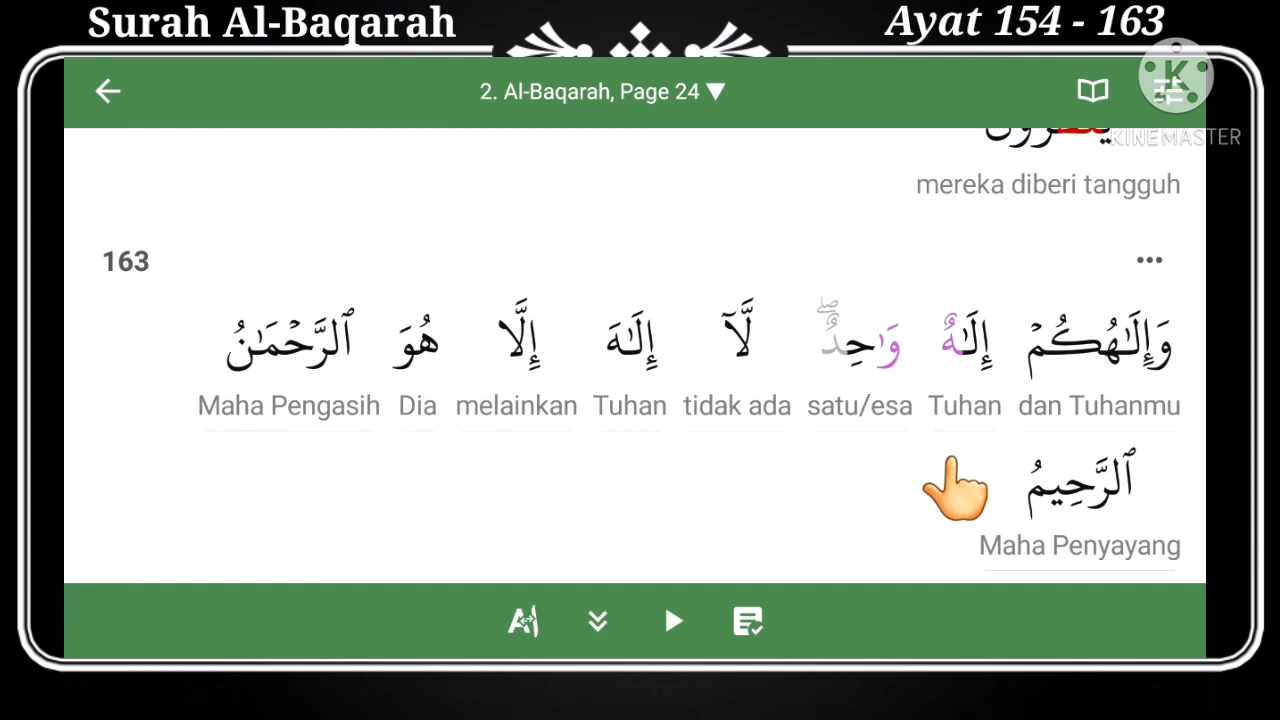 Surah Al-Baqarah
Ayat 154 - 163
2. Al-Baqarah, Page 24 ▼
KINEMASTER
mereka diberi tangguh
163
وَإِلَـٰهُكُمْ إِلَـٰهٌ وَٰحِدٌ ۖ لَّآ إِلَـٰهَ إِلَّا هُوَ ٱلرَّحْمَـٰنُ
dan Tuhanmu Tuhan satu/esa tidak ada Tuhan melainkan Dia Maha Pengasih
ٱلرَّحِيمُ
Maha Penyayang